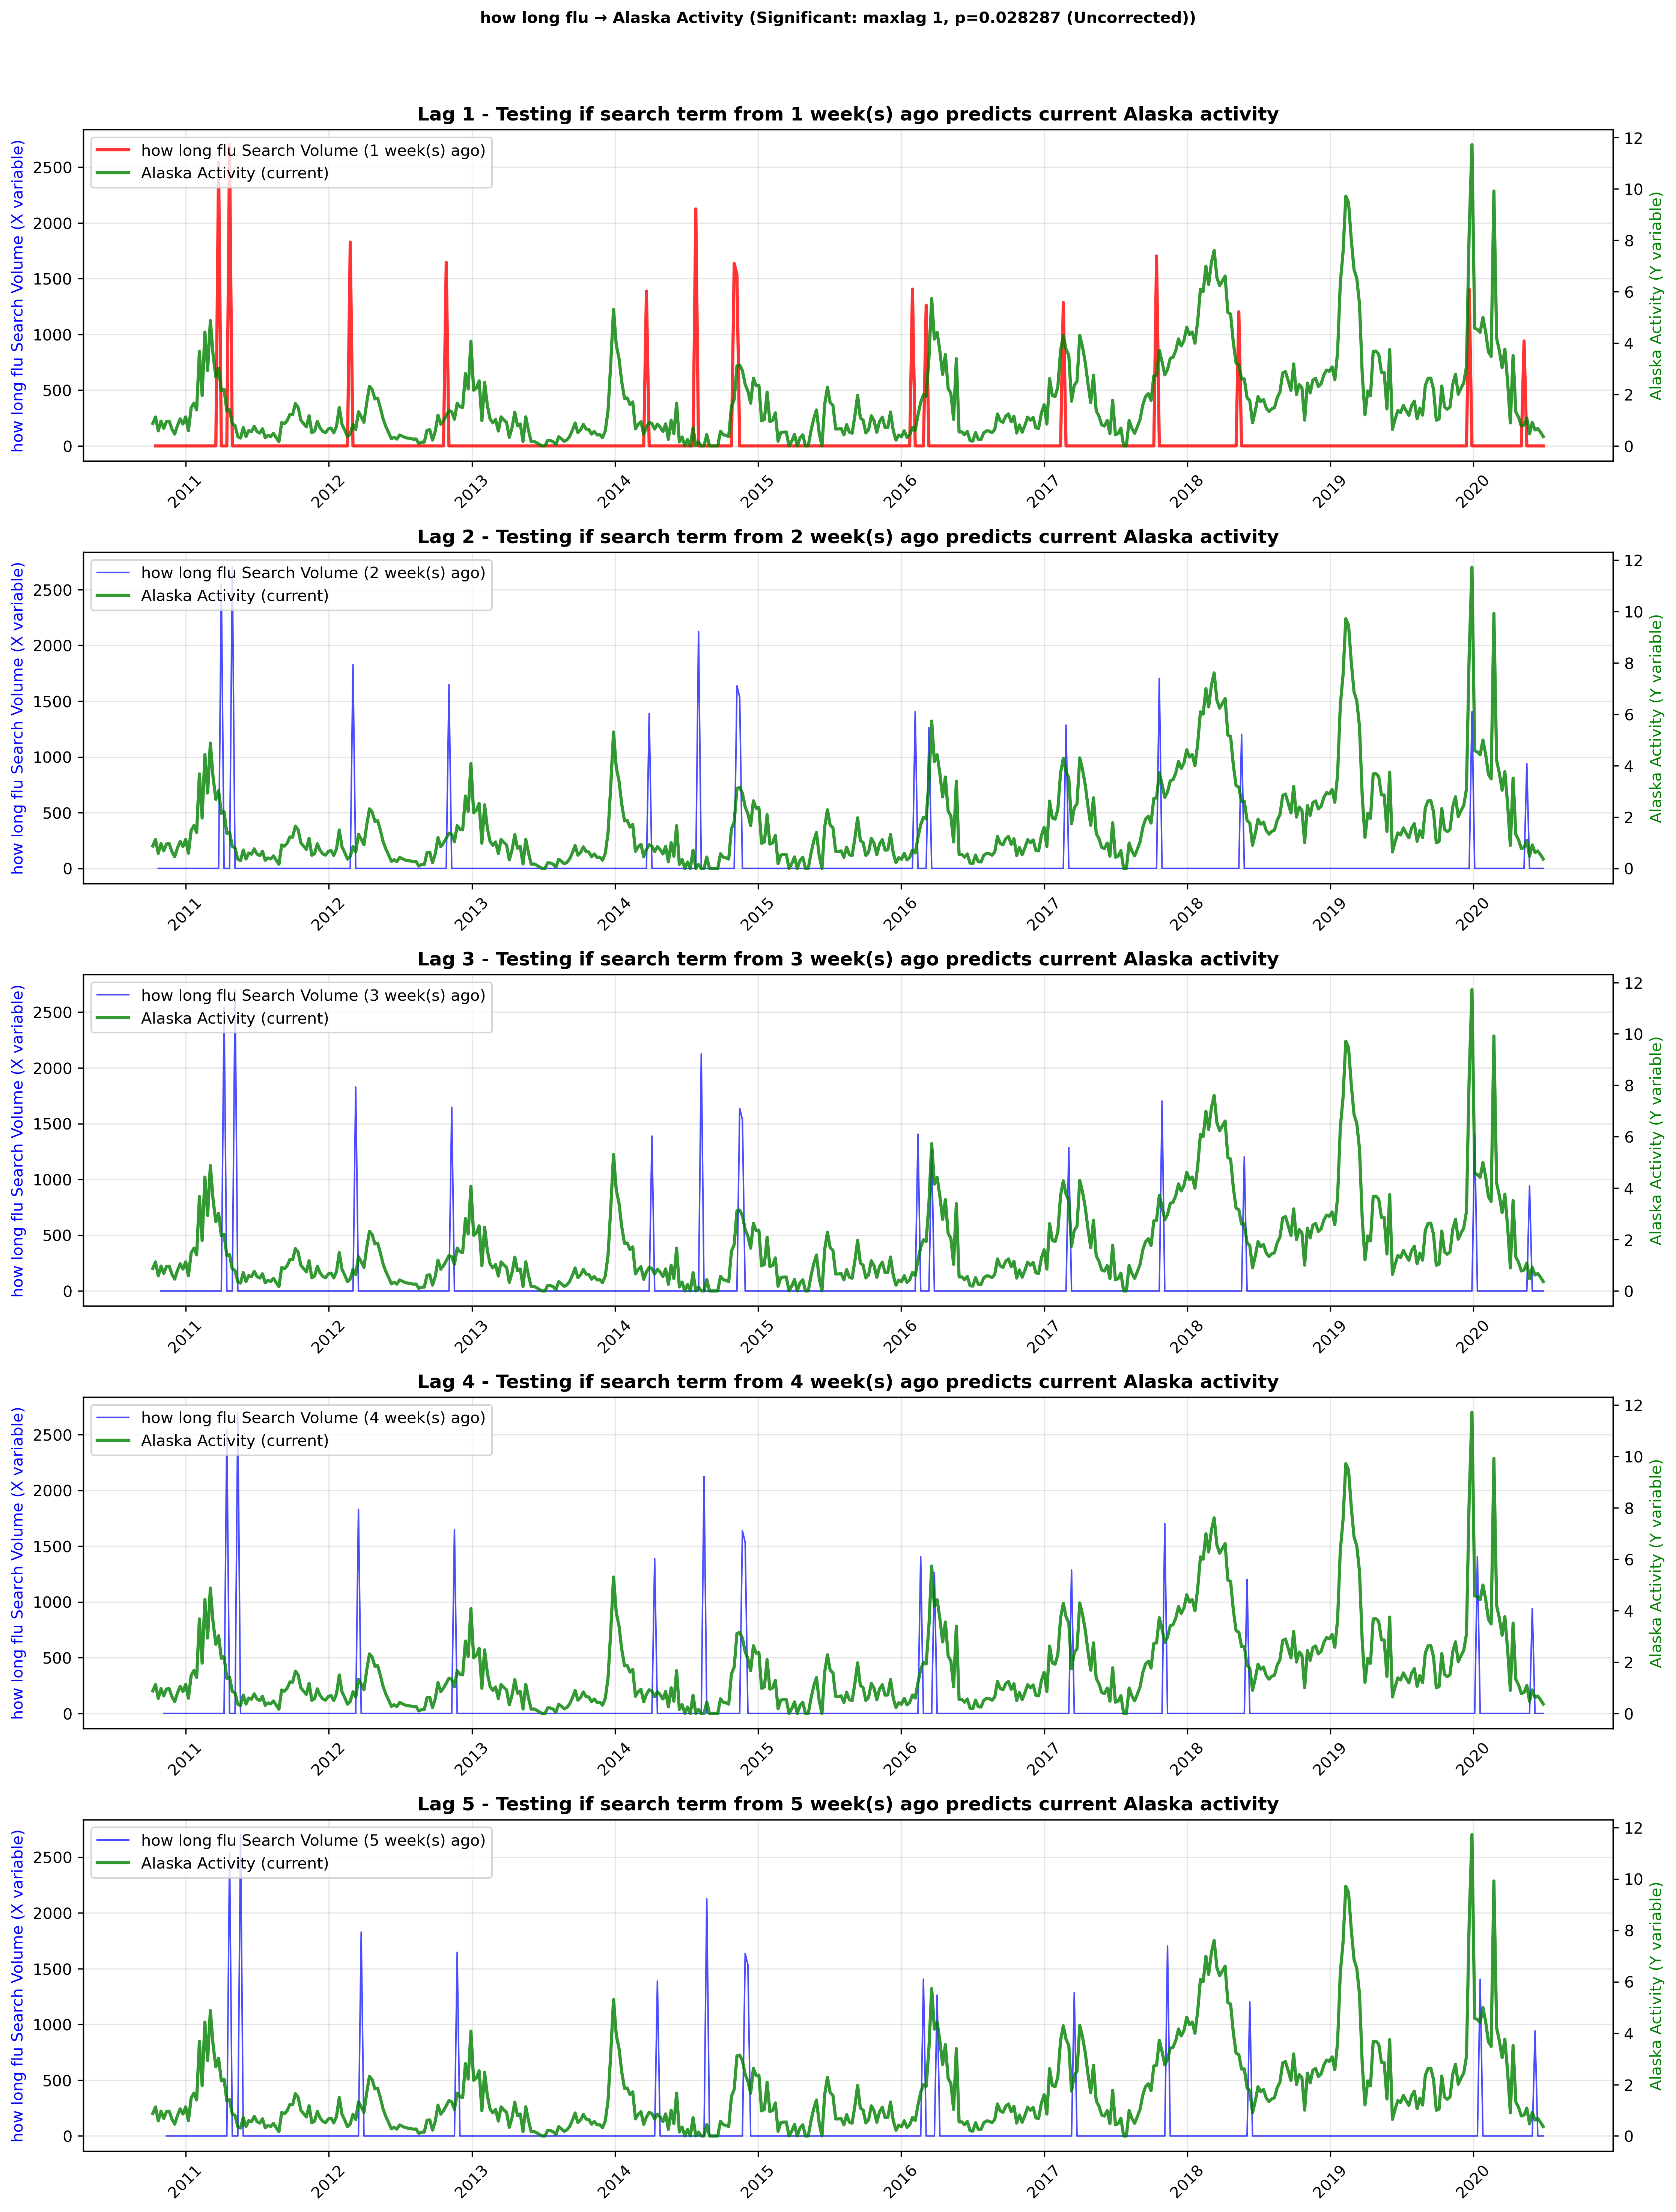 how long flu → Alaska Activity (Significant: maxlag 1, p=0.028287 (Uncorrected))
Lag 1 - Testing if search term from 1 week(s) ago predicts current Alaska activity
how long flu Search Volume (X variable)
2500
2000
1500
1000
500
0
how long flu Search Volume (1 week(s) ago)
Alaska Activity (current)
12
10
8
6
4
2
0
Alaska Activity (Y variable)
2011 2012 2013 2014 2015 2016 2017 2018 2019 2020
Lag 2 - Testing if search term from 2 week(s) ago predicts current Alaska activity
how long flu Search Volume (X variable)
2500
2000
1500
1000
500
0
how long flu Search Volume (2 week(s) ago)
Alaska Activity (current)
12
10
8
6
4
2
0
Alaska Activity (Y variable)
2011 2012 2013 2014 2015 2016 2017 2018 2019 2020
Lag 3 - Testing if search term from 3 week(s) ago predicts current Alaska activity
how long flu Search Volume (X variable)
2500
2000
1500
1000
500
0
how long flu Search Volume (3 week(s) ago)
Alaska Activity (current)
12
10
8
6
4
2
0
Alaska Activity (Y variable)
2011 2012 2013 2014 2015 2016 2017 2018 2019 2020
Lag 4 - Testing if search term from 4 week(s) ago predicts current Alaska activity
how long flu Search Volume (X variable)
2500
2000
1500
1000
500
0
how long flu Search Volume (4 week(s) ago)
Alaska Activity (current)
12
10
8
6
4
2
0
Alaska Activity (Y variable)
2011 2012 2013 2014 2015 2016 2017 2018 2019 2020
Lag 5 - Testing if search term from 5 week(s) ago predicts current Alaska activity
how long flu Search Volume (X variable)
2500
2000
1500
1000
500
0
how long flu Search Volume (5 week(s) ago)
Alaska Activity (current)
12
10
8
6
4
2
0
Alaska Activity (Y variable)
2011 2012 2013 2014 2015 2016 2017 2018 2019 2020